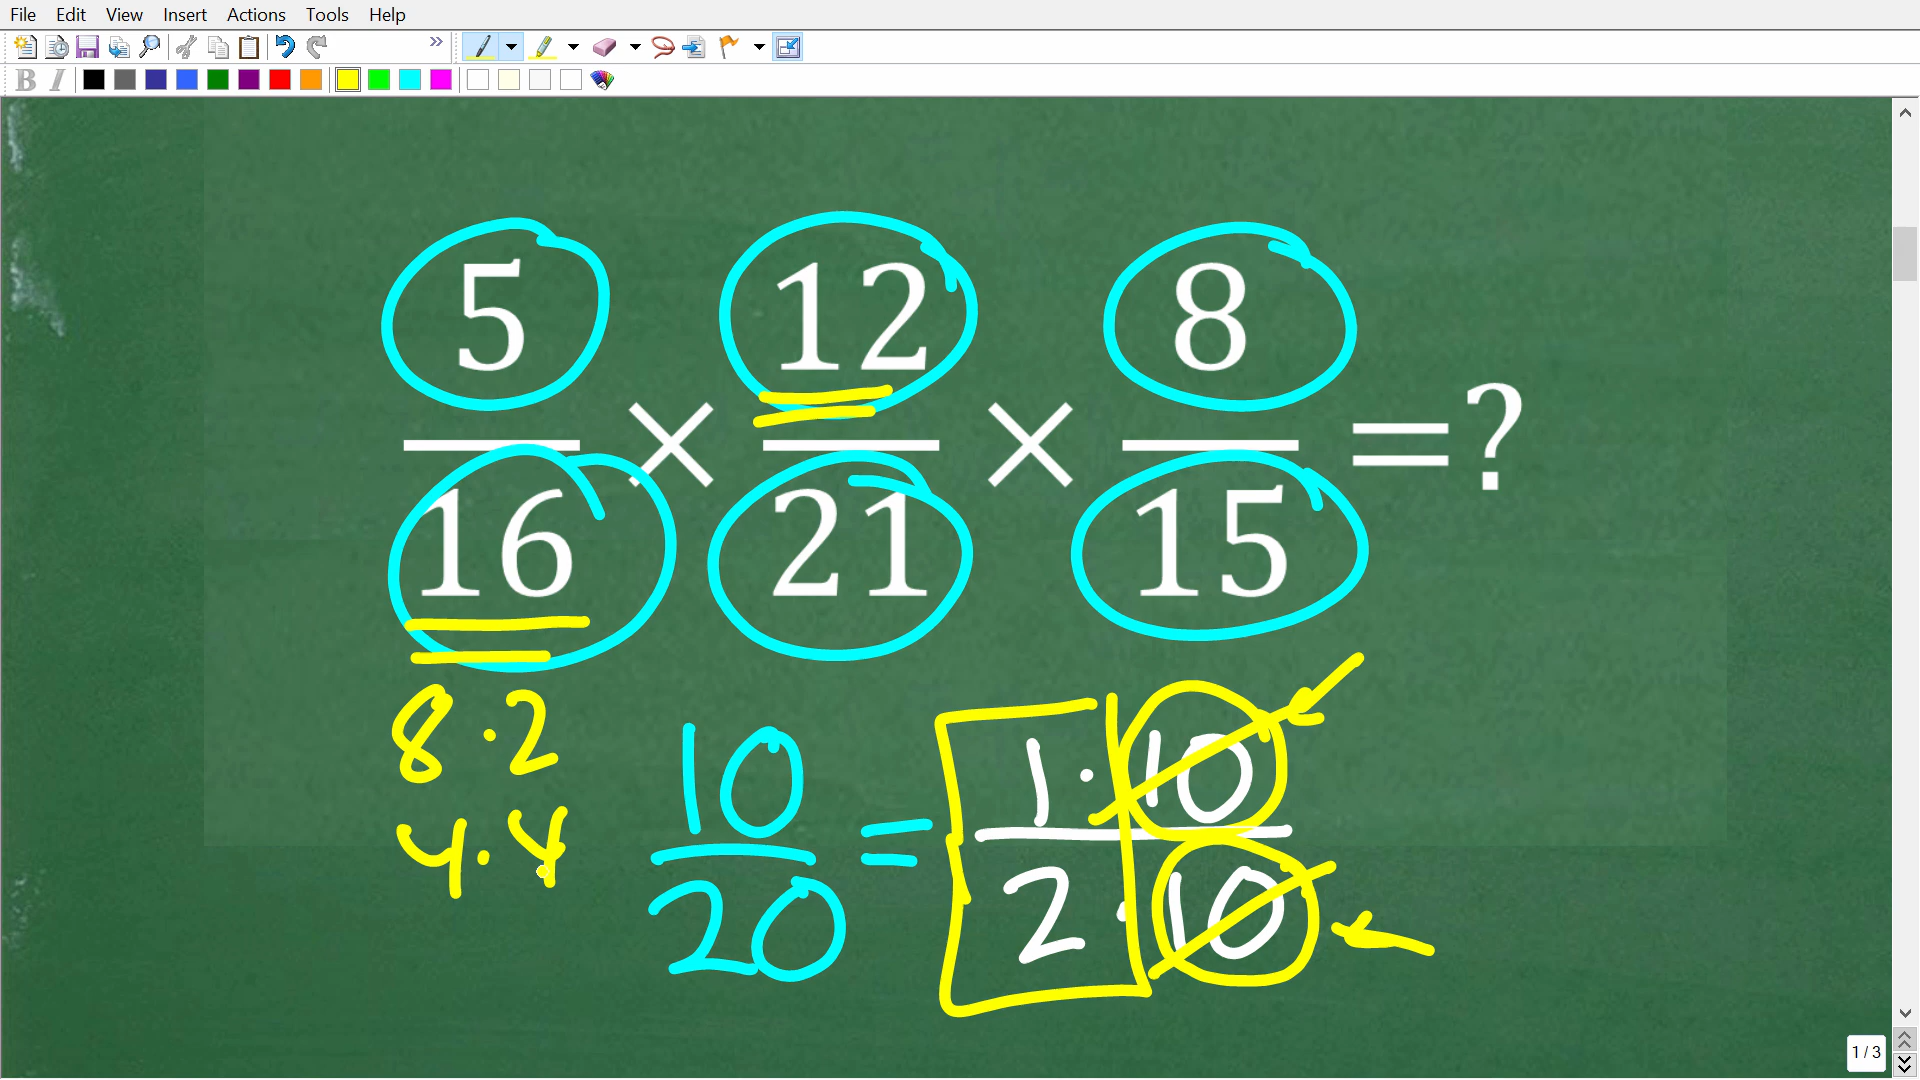 File Edit View Insert Actions Tools Help
B I
5/16 × 12/21 × 8/15 =?
8·2
4·4
10/20 = 1·10/2·10
1 / 3